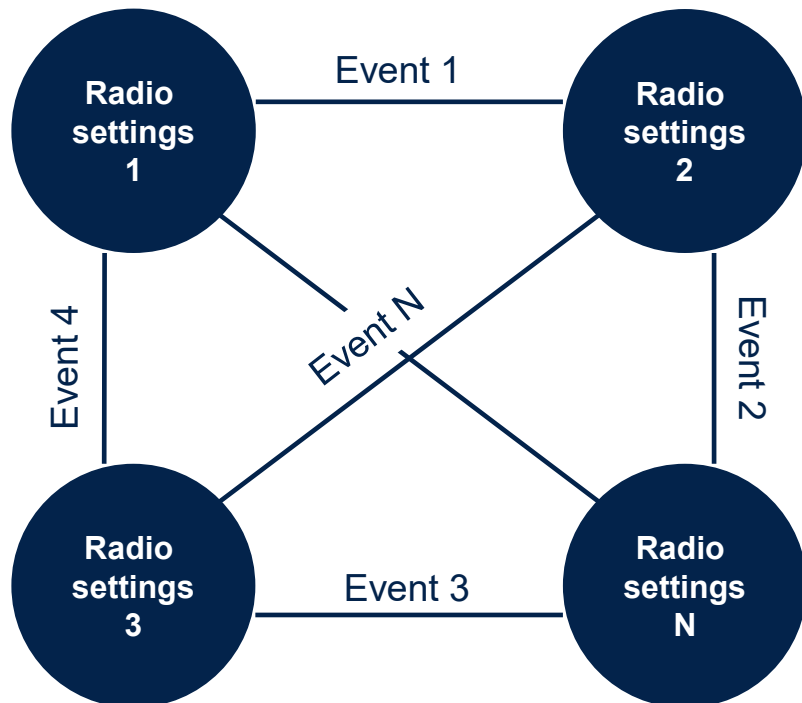 Event 1
Radio
settings
1
Radio
settings
2
Event N
Event 4
Event 2
Radio
settings
3
Event 3
Radio
settings
N